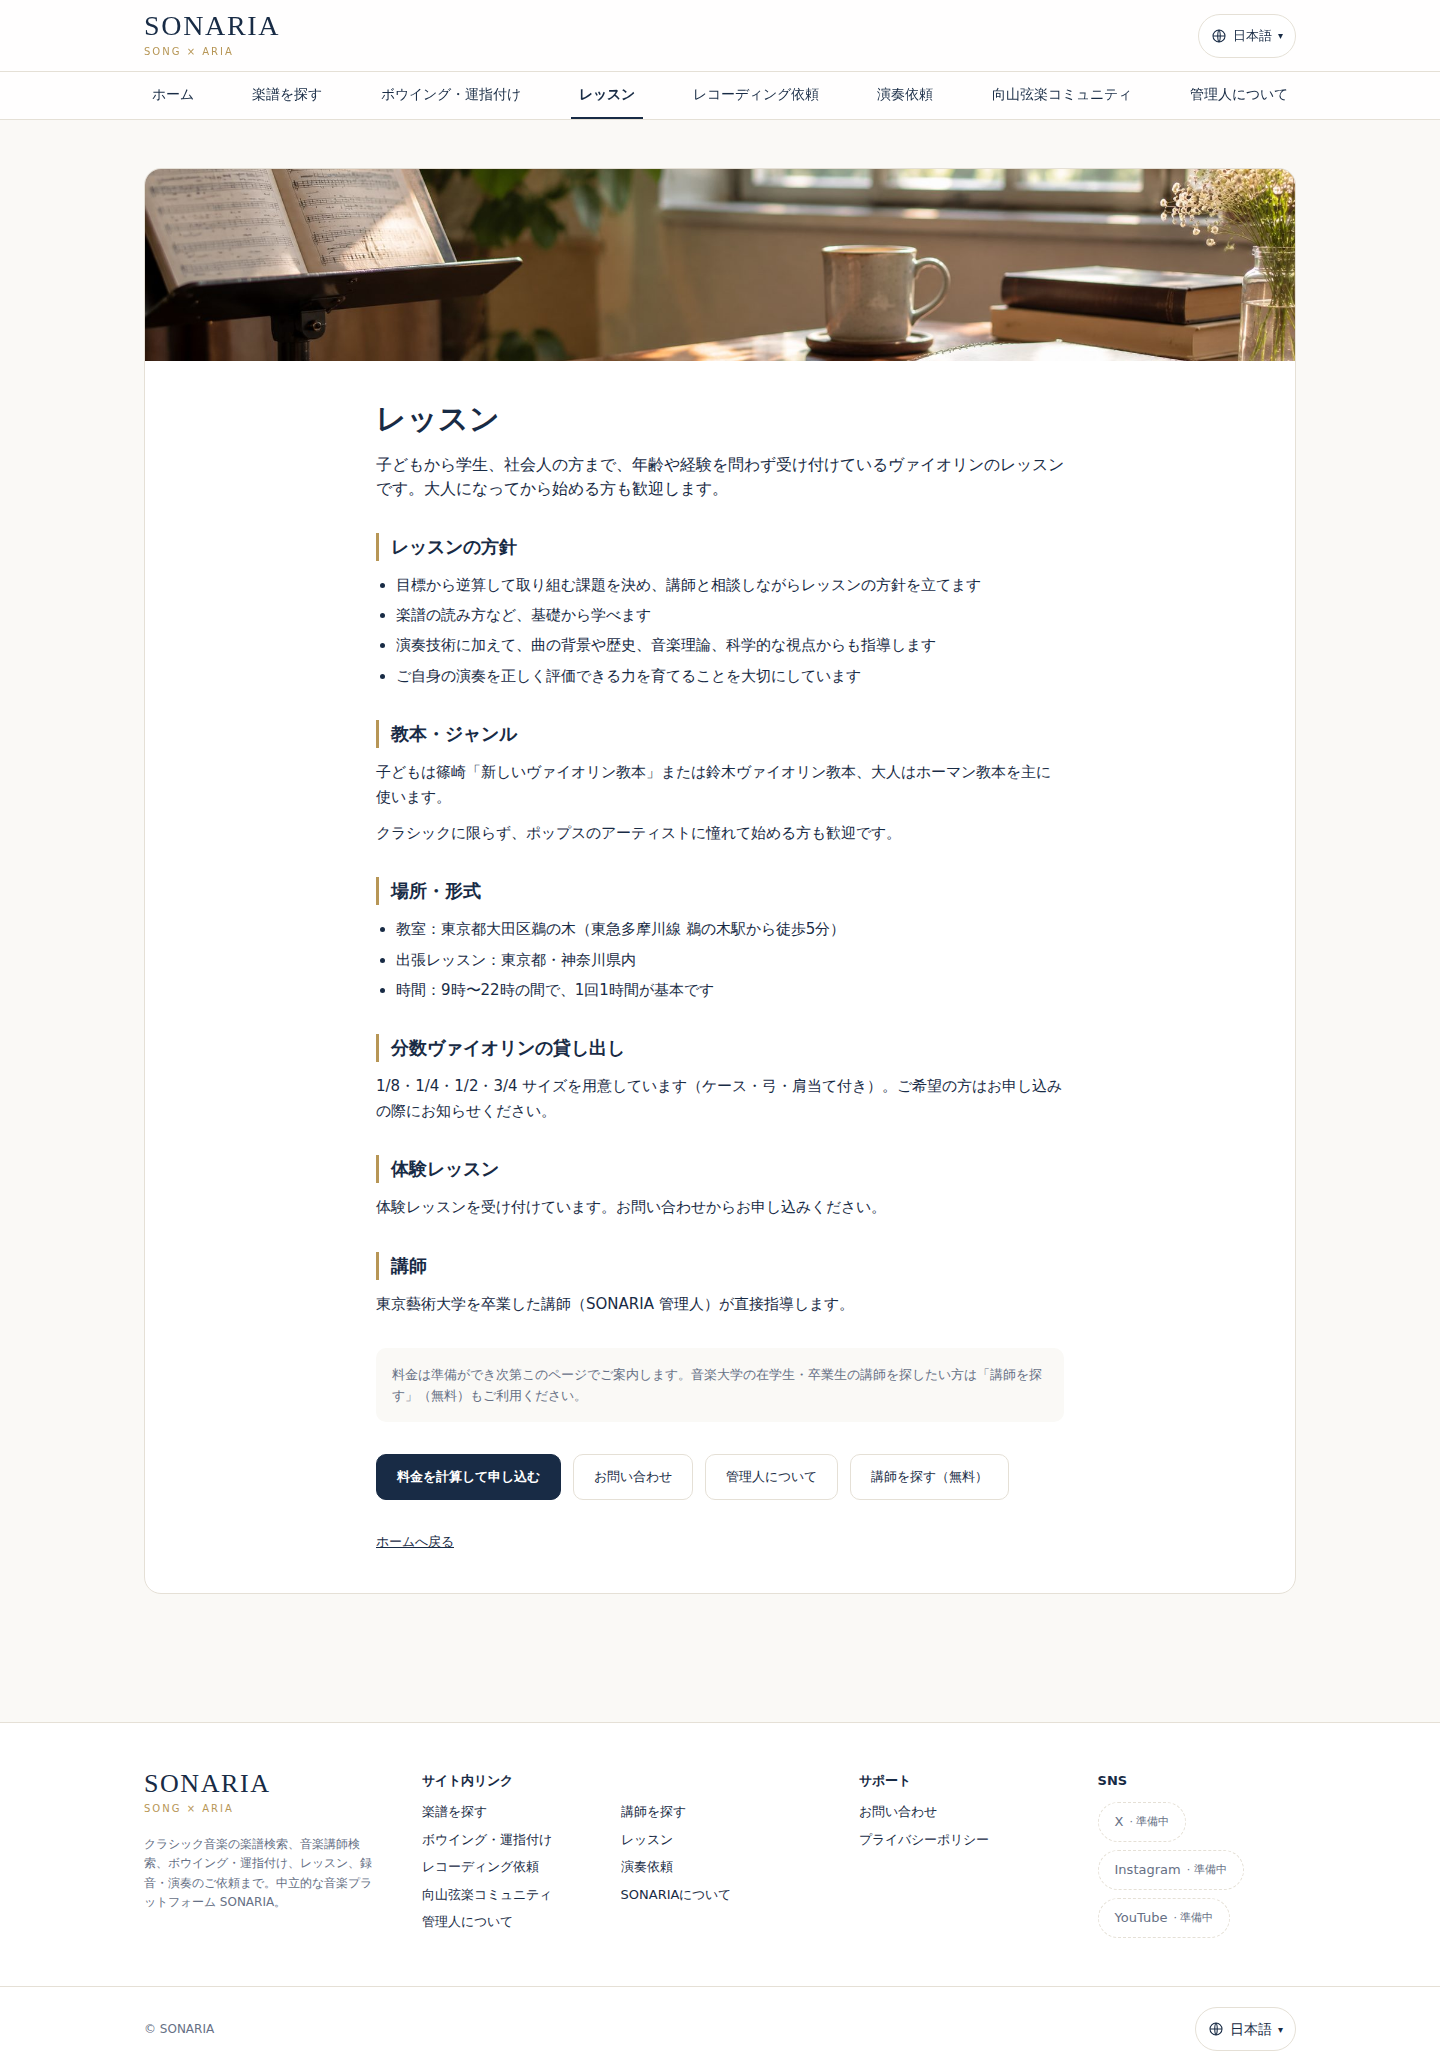 SONARIA
SONG × ARIA
日本語 ▾
ホーム
楽譜を探す
ボウイング・運指付け
レッスン
レコーディング依頼
演奏依頼
向山弦楽コミュニティ
管理人について
レッスン
子どもから学生、社会人の方まで、年齢や経験を問わず受け付けているヴァイオリンのレッスン
です。大人になってから始める方も歓迎します。
レッスンの方針
• 目標から逆算して取り組む課題を決め、講師と相談しながらレッスンの方針を立てます
• 楽譜の読み方など、基礎から学べます
• 演奏技術に加えて、曲の背景や歴史、音楽理論、科学的な視点からも指導します
• ご自身の演奏を正しく評価できる力を育てることを大切にしています
教本・ジャンル
子どもは篠崎「新しいヴァイオリン教本」または鈴木ヴァイオリン教本、大人はホーマン教本を主に
使います。
クラシックに限らず、ポップスのアーティストに憧れて始める方も歓迎です。
場所・形式
• 教室：東京都大田区鵜の木（東急多摩川線 鵜の木駅から徒歩5分）
• 出張レッスン：東京都・神奈川県内
• 時間：9時〜22時の間で、1回1時間が基本です
分数ヴァイオリンの貸し出し
1/8・1/4・1/2・3/4 サイズを用意しています（ケース・弓・肩当て付き）。ご希望の方はお申し込み
の際にお知らせください。
体験レッスン
体験レッスンを受け付けています。お問い合わせからお申し込みください。
講師
東京藝術大学を卒業した講師（SONARIA 管理人）が直接指導します。
料金は準備ができ次第このページでご案内します。音楽大学の在学生・卒業生の講師を探したい方は「講師を探
す」（無料）もご利用ください。
料金を計算して申し込む
お問い合わせ
管理人について
講師を探す（無料）
ホームへ戻る
SONARIA
SONG × ARIA
クラシック音楽の楽譜検索、音楽講師検
索、ボウイング・運指付け、レッスン、録
音・演奏のご依頼まで。中立的な音楽プラ
ットフォーム SONARIA。
サイト内リンク
楽譜を探す
ボウイング・運指付け
レコーディング依頼
向山弦楽コミュニティ
管理人について
講師を探す
レッスン
演奏依頼
SONARIAについて
サポート
お問い合わせ
プライバシーポリシー
SNS
X · 準備中
Instagram · 準備中
YouTube · 準備中
© SONARIA
日本語 ▾